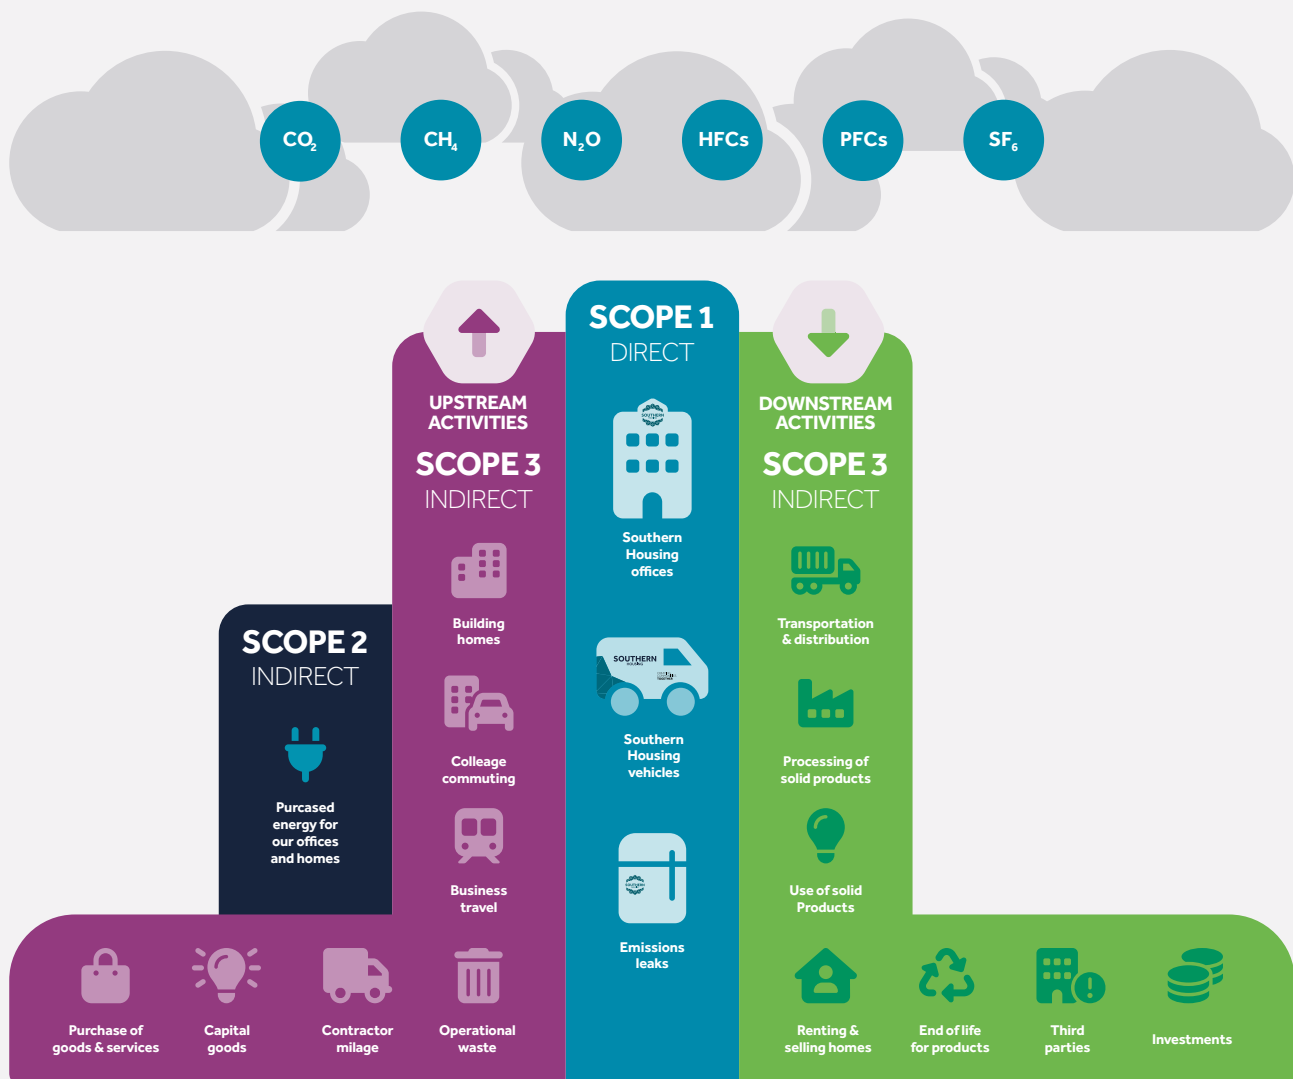 CO2
CH4
N2O
HFCs
PFCs
SF6
SCOPE 1
DIRECT
SOUTHERN
Southern
Housing
offices
SOUTHERN
HOUSING
Southern
Housing
vehicles
SOUTHERN
Emissions
leaks
UPSTREAM
ACTIVITIES
SCOPE 3
INDIRECT
Building
homes
Colleage
commuting
Business
travel
DOWNSTREAM
ACTIVITIES
SCOPE 3
INDIRECT
Transportation
& distribution
Processing of
solid products
Use of solid
Products
SCOPE 2
INDIRECT
Purcased
energy for
our offices
and homes
Purchase of
goods & services
Capital
goods
Contractor
milage
Operational
waste
Renting &
selling homes
End of life
for products
Third
parties
Investments